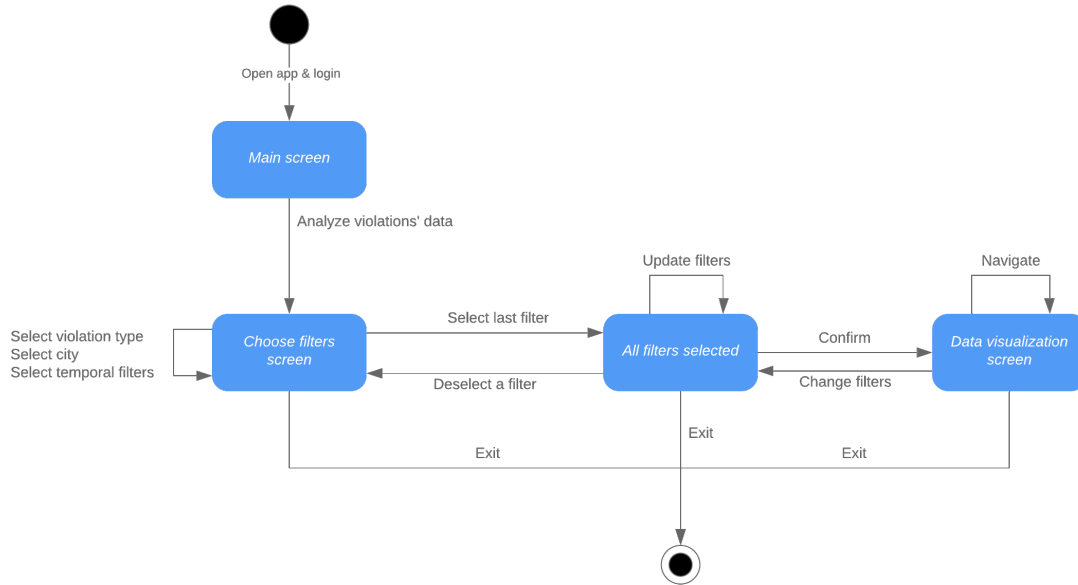 Open app & login
Main screen
Analyze violations' data
Update filters
Navigate
Select violation type
Select city
Select temporal filters
Choose filters
screen
Select last filter
Deselect a filter
All filters selected
Confirm
Change filters
Data visualization
screen
Exit
Exit
Exit